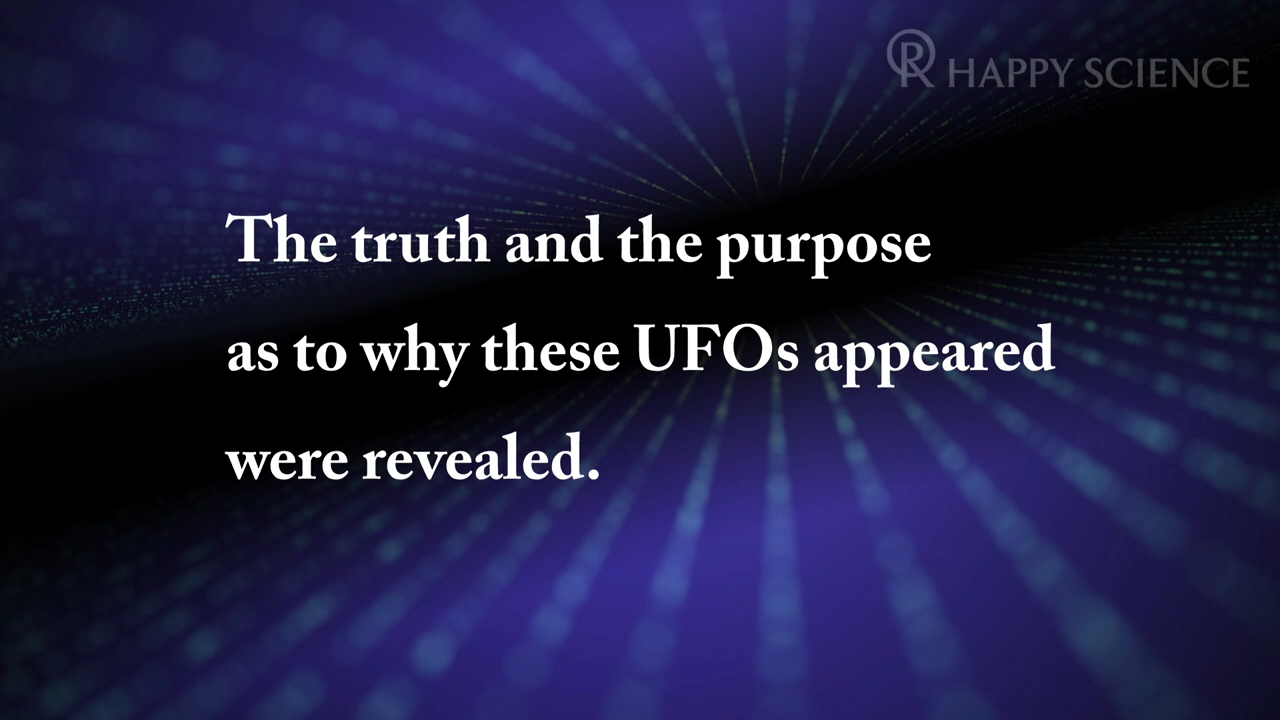 HAPPY SCIENCE
The truth and the purpose
as to why these UFOs appeared
were revealed.